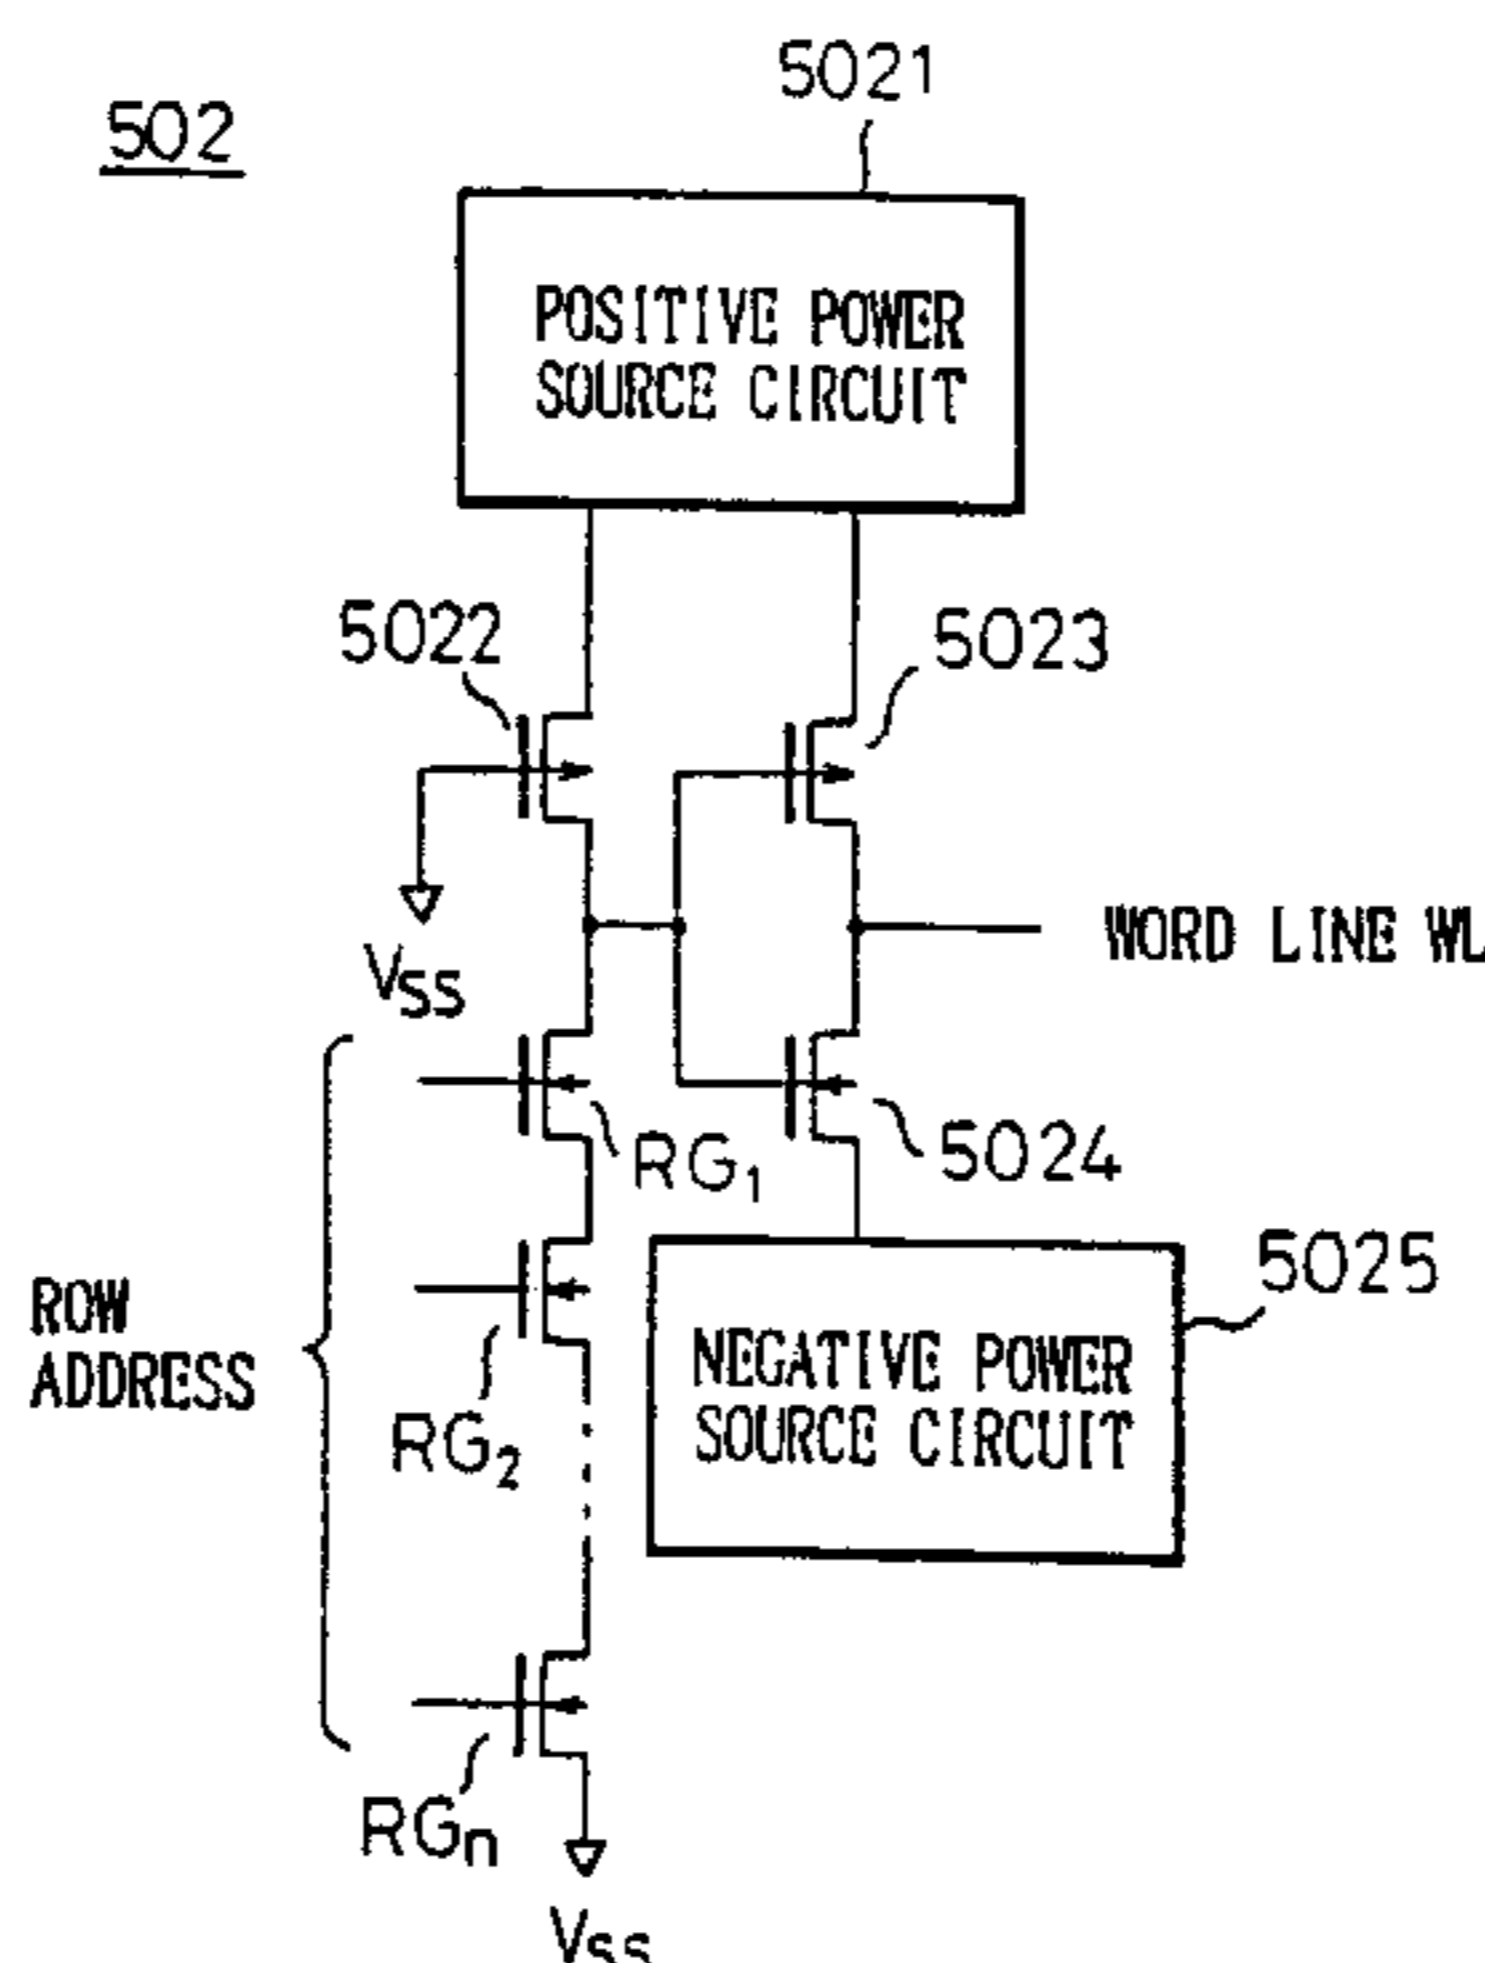 502
5021
POSITIVE POWER
SOURCE CIRCUIT
5022
5023
VSS
WORD LINE WL
RG1
5024
ROW
ADDRESS
RG2
5025
NEGATIVE POWER
SOURCE CIRCUIT
RGn
VSS